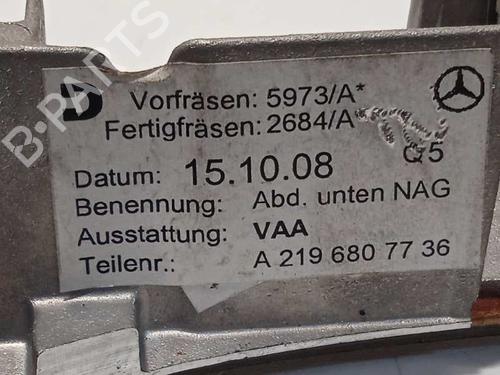 D
Vorfräsen: 5973/A*
Fertigfräsen: 2684/A
Datum: 15.10.08
Benennung: Abd. unten NAG
Ausstattung: VAA
Teilenr.: A 219 680 77 36
B-PARTS